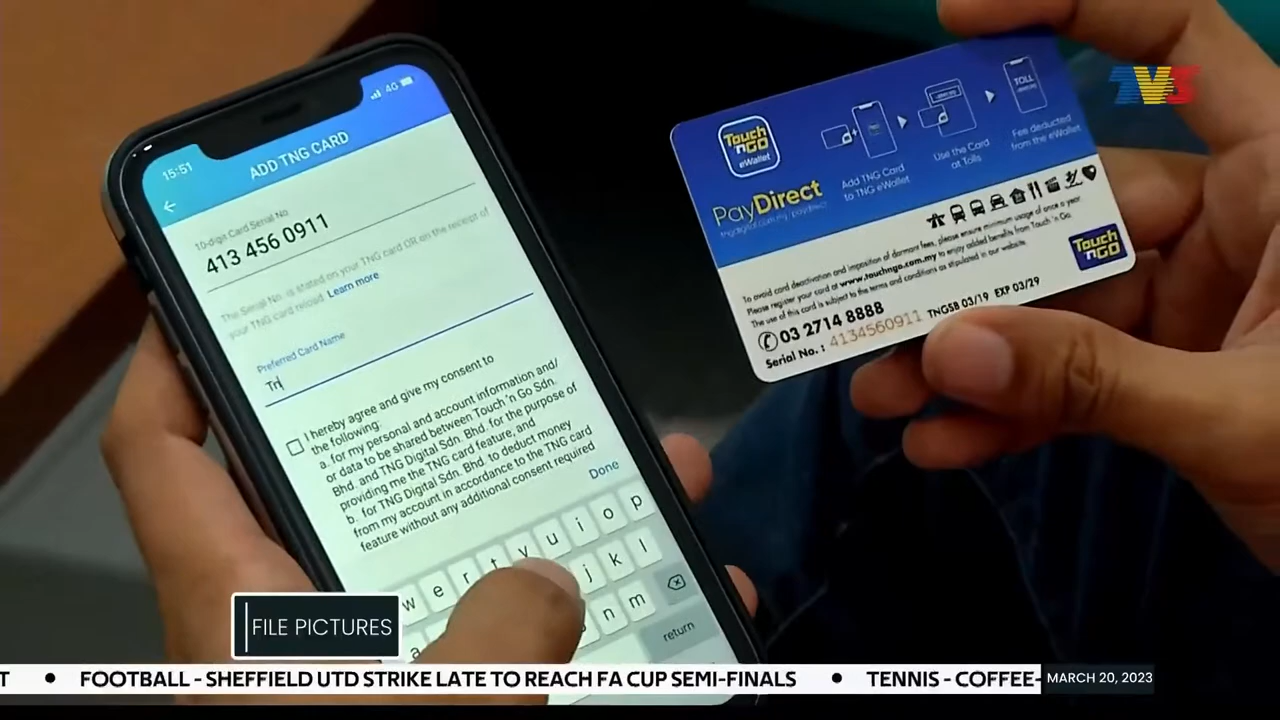 15:51
4G
ADD TNG CARD
10-digit Card Serial No.
413 456 0911
The Serial No. is stated on your TNG card OR on the receipt of
your TNG card reload. Learn more
Preferred Card Name
Tn
I hereby agree and give my consent to
the following:
a. for my personal and account information and/
or data to be shared between Touch 'n Go Sdn.
Bhd. and TNG Digital Sdn. Bhd. for the purpose of
providing me the TNG card feature, and
b. for TNG Digital Sdn. Bhd. to deduct money
from my account in accordance to the TNG card
feature without any additional consent required
Done
w e r t y u i o p
a j k l
n m
return
Touch
'n GO
eWallet
PayDirect
tngdigital.com.my/paydirect
Add TNG Card
to TNG eWallet
Use the Card
at Tolls
TOLL
Fee deducted
from the eWallet
To avoid card deactivation and imposition of dormant fees, please ensure minimum usage of once a year.
Please register your card at www.touchngo.com.my to enjoy added benefits from Touch 'n Go.
The use of this card is subject to the terms and conditions as stipulated in our website.
03 2714 8888
TNGSB 03/19 EXP 03/29
Serial No. : 4134560911
Touch
'n GO
TV3
FILE PICTURES
T • FOOTBALL - SHEFFIELD UTD STRIKE LATE TO REACH FA CUP SEMI-FINALS • TENNIS - COFFEE-
MARCH 20, 2023